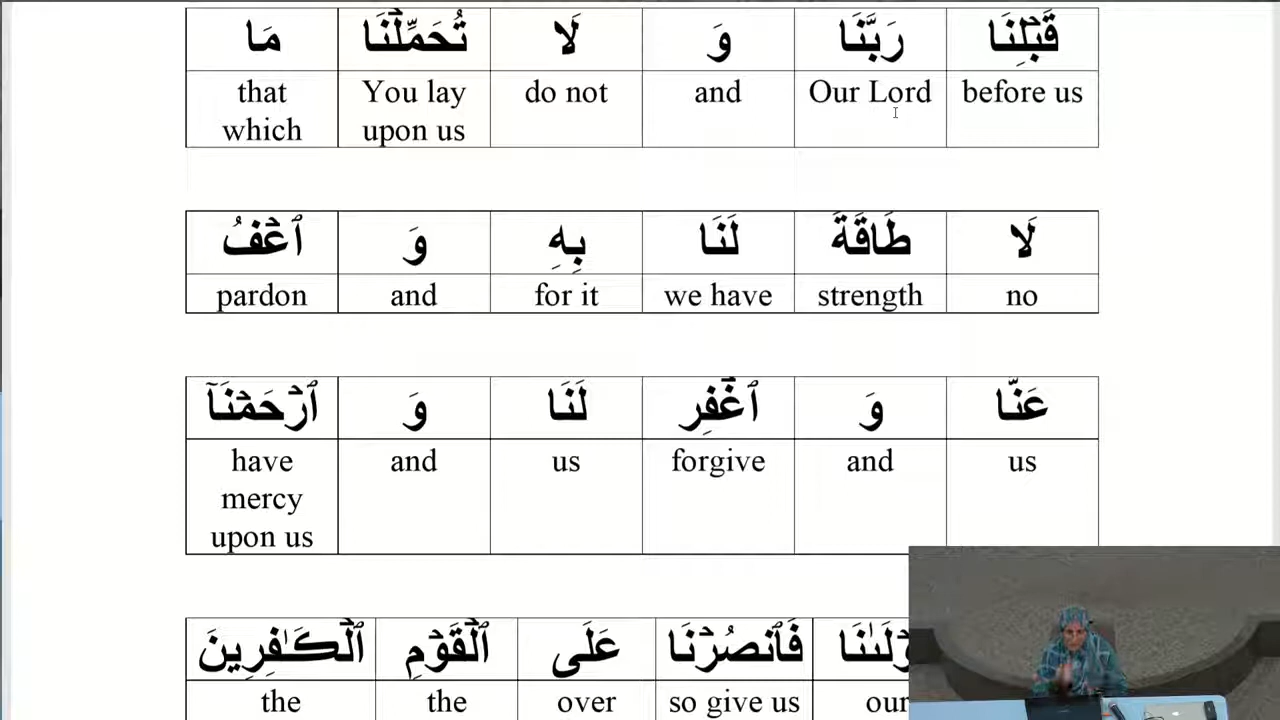 قَبْلِنَا رَبَّنَا وَ لَا تُحَمِّلْنَا مَا
before us Our Lord and do not You lay upon us that which
لَا طَاقَةَ لَنَا بِهِ وَ ٱعْفُ
no strength we have for it and pardon
عَنَّا وَ ٱغْفِر لَنَا وَ ٱرْحَمْنَآ
us and forgive us and have mercy upon us
فَٱنصُرْنَا عَلَى ٱلْقَوْمِ ٱلْكَـٰفِرِينَ
our so give us over the the